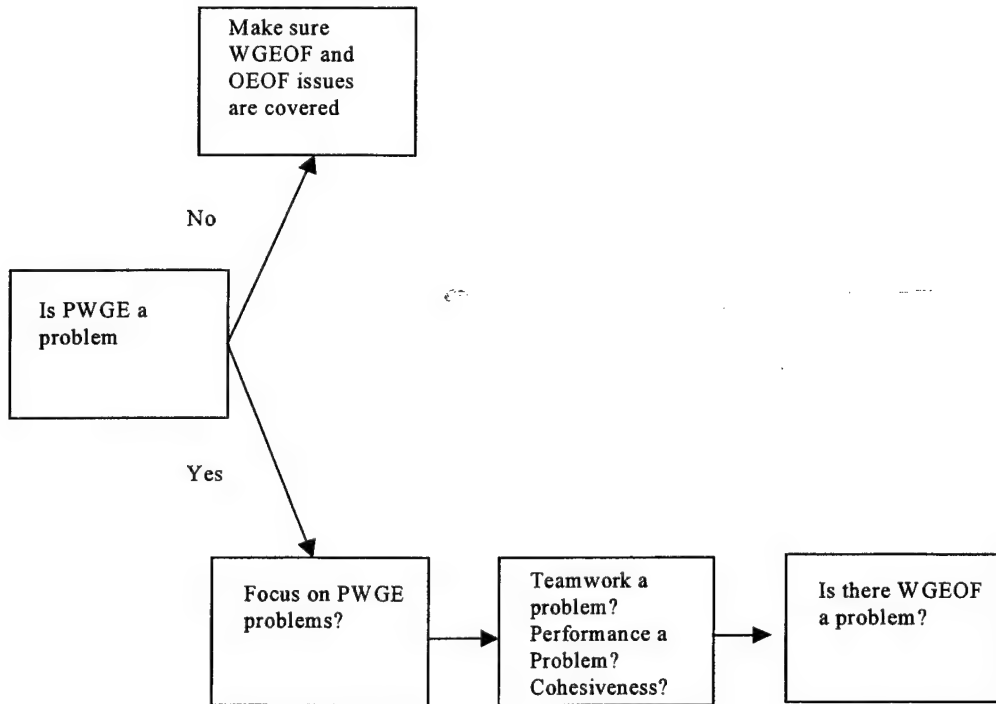 Make sure
WGEOF and
OEOF issues
are covered
No
Is PWGE a
problem
Yes
Focus on PWGE
problems?
Teamwork a
problem?
Performance a
Problem?
Cohesiveness?
Is there WGEOF
a problem?